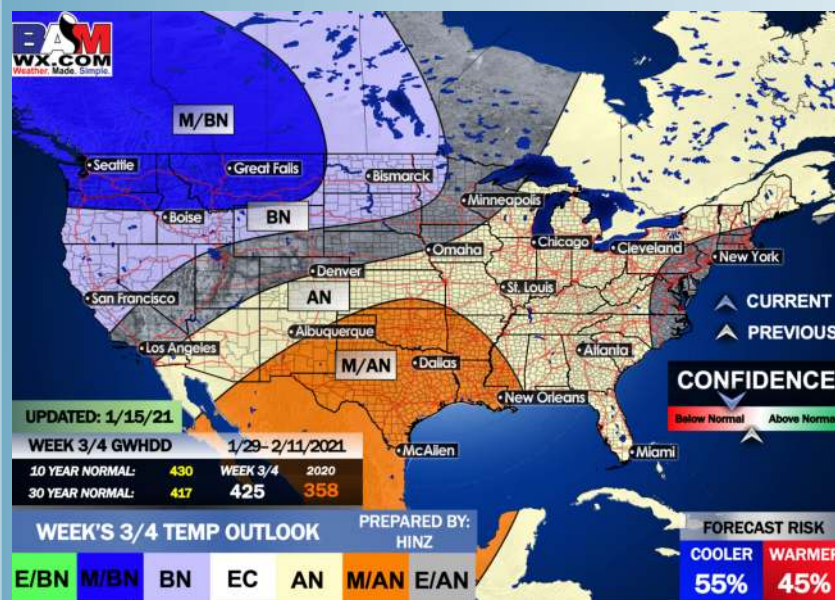 BAM
WX.COM
Weather. Made. Simple.
M/BN
Seattle
Great Falls
Bismarck
Minneapolis
Boise
BN
Omaha
Chicago
Cleveland
New York
Denver
San Francisco
AN
St. Louis
Albuquerque
Los Angeles
Atlanta
M/AN
Dallas
New Orleans
McAllen
Miami
CURRENT
PREVIOUS
CONFIDENCE
Below Normal Above Norma
UPDATED: 1/15/21
WEEK 3/4 GWHDD 1/29- 2/11/2021
10 YEAR NORMAL: 430 WEEK 3/4 2020
30 YEAR NORMAL: 417 425 358
WEEK'S 3/4 TEMP OUTLOOK
PREPARED BY:
HINZ
E/BN M/BN BN EC AN M/AN E/AN
FORECAST RISK
COOLER WARMER
55% 45%